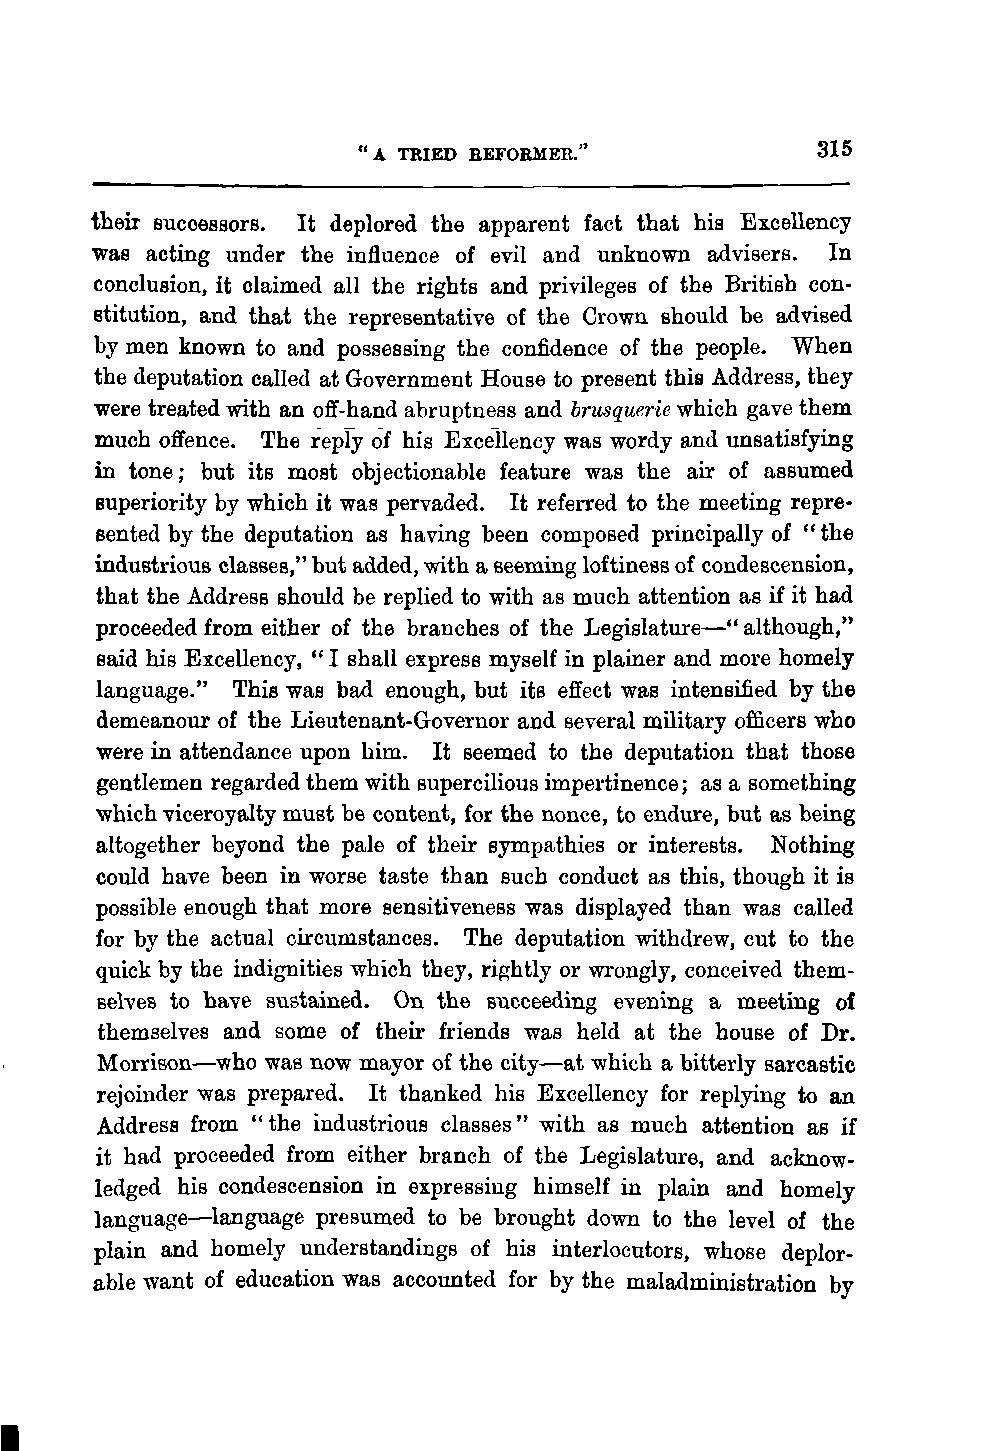 "A TRIED REFORMER." 315
their successors. It deplored the apparent fact that his Excellency
was acting under the influence of evil and unknown advisers. In
conclusion, it claimed all the rights and privileges of the British con-
stitution, and that the representative of the Crown should be advised
by men known to and possessing the confidence of the people. When
the deputation called at Government House to present this Address, they
were treated with an off-hand abruptness and brusquerie which gave them
much offence. The reply of his Excellency was wordy and unsatisfying
in tone; but its most objectionable feature was the air of assumed
superiority by which it was pervaded. It referred to the meeting repre-
sented by the deputation as having been composed principally of "the
industrious classes," but added, with a seeming loftiness of condescension,
that the Address should be replied to with as much attention as if it had
proceeded from either of the branches of the Legislature—"although,"
said his Excellency, "I shall express myself in plainer and more homely
language." This was bad enough, but its effect was intensified by the
demeanour of the Lieutenant-Governor and several military officers who
were in attendance upon him. It seemed to the deputation that those
gentlemen regarded them with supercilious impertinence; as a something
which viceroyalty must be content, for the nonce, to endure, but as being
altogether beyond the pale of their sympathies or interests. Nothing
could have been in worse taste than such conduct as this, though it is
possible enough that more sensitiveness was displayed than was called
for by the actual circumstances. The deputation withdrew, cut to the
quick by the indignities which they, rightly or wrongly, conceived them-
selves to have sustained. On the succeeding evening a meeting of
themselves and some of their friends was held at the house of Dr.
Morrison—who was now mayor of the city—at which a bitterly sarcastic
rejoinder was prepared. It thanked his Excellency for replying to an
Address from "the industrious classes" with as much attention as if
it had proceeded from either branch of the Legislature, and acknow-
ledged his condescension in expressing himself in plain and homely
language—language presumed to be brought down to the level of the
plain and homely understandings of his interlocutors, whose deplor-
able want of education was accounted for by the maladministration by